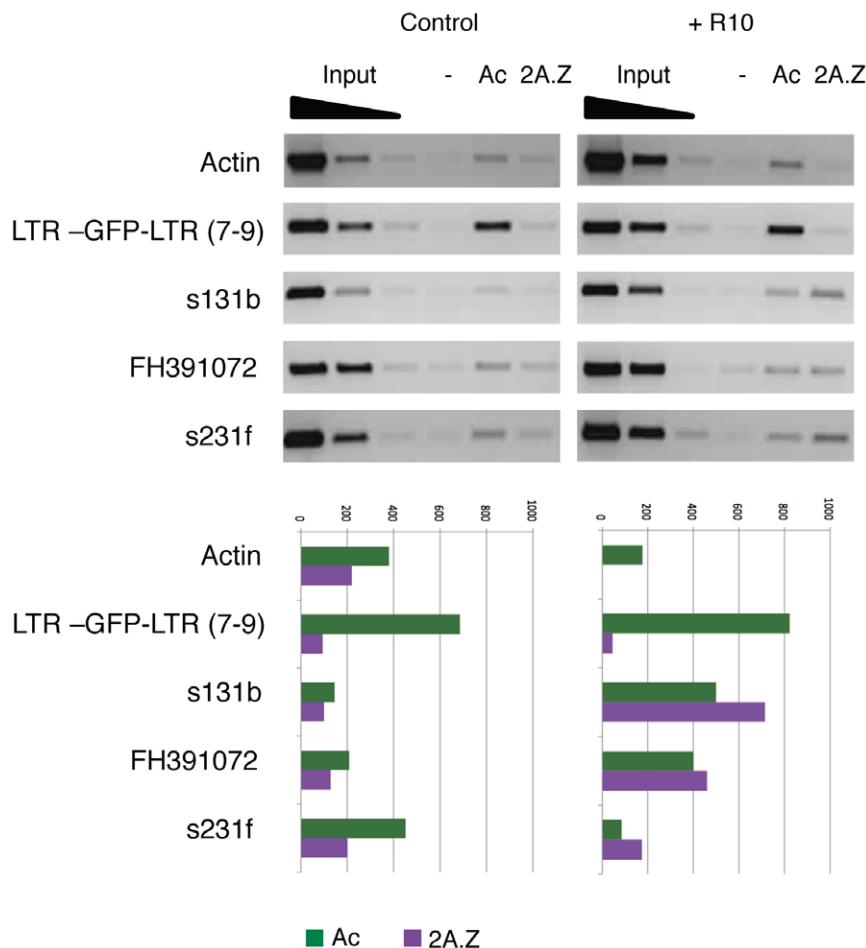 Control + R10
Input - Ac 2A.Z Input - Ac 2A.Z
Actin
LTR –GFP-LTR (7-9)
s131b
FH391072
s231f
0 200 400 600 800 1000 0 200 400 600 800 1000
Actin
LTR –GFP-LTR (7-9)
s131b
FH391072
s231f
Ac 2A.Z